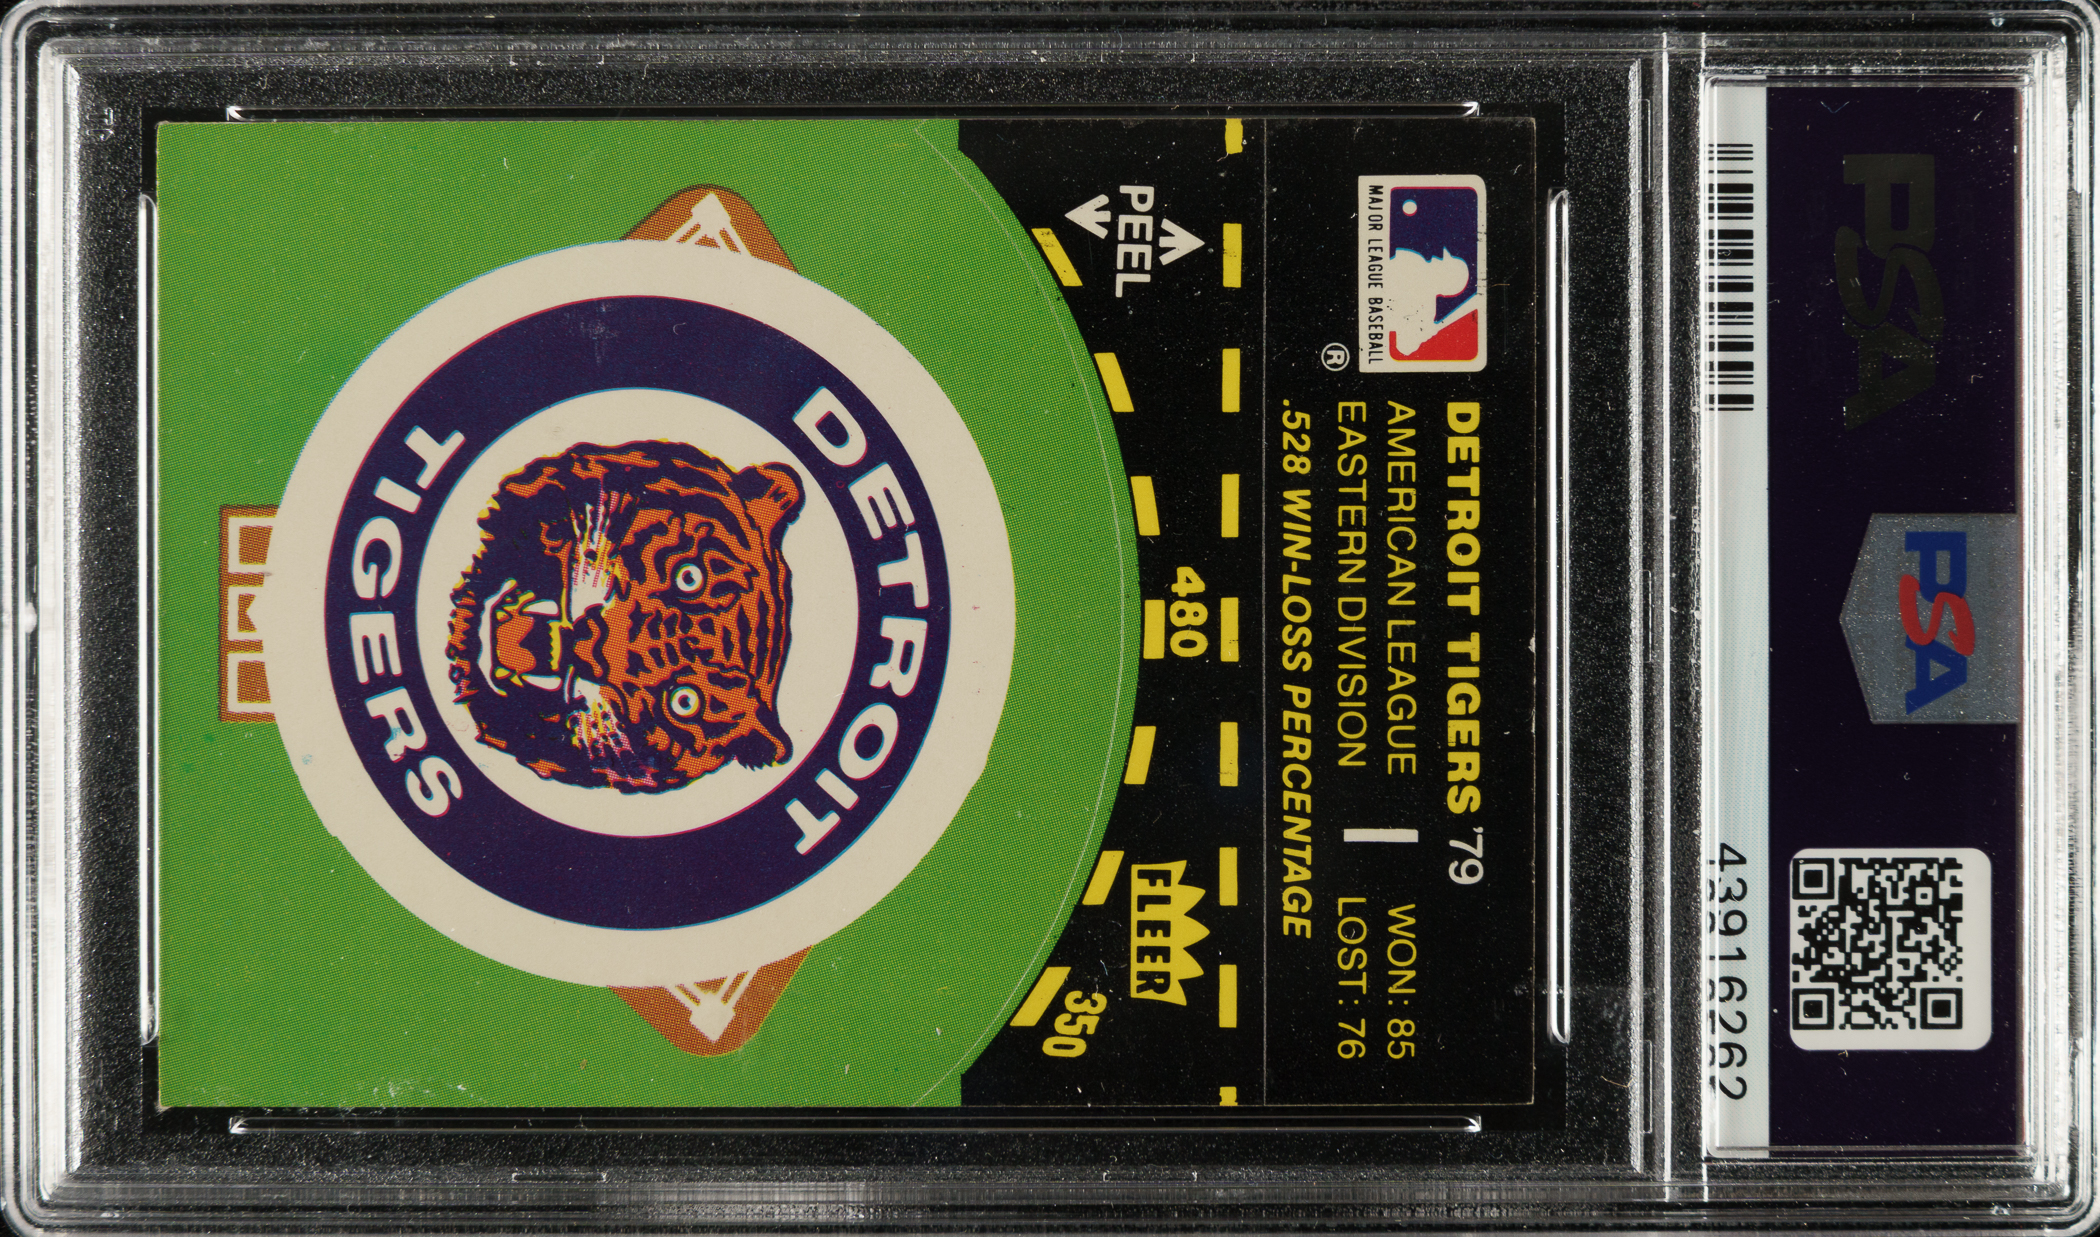 PSA
PSA
43916262
MAJOR LEAGUE BASEBALL
®
DETROIT TIGERS '79
AMERICAN LEAGUE
EASTERN DIVISION
WON: 85
LOST: 76
.528 WIN-LOSS PERCENTAGE
PEEL
480
FLEER
350
DETROIT
TIGERS